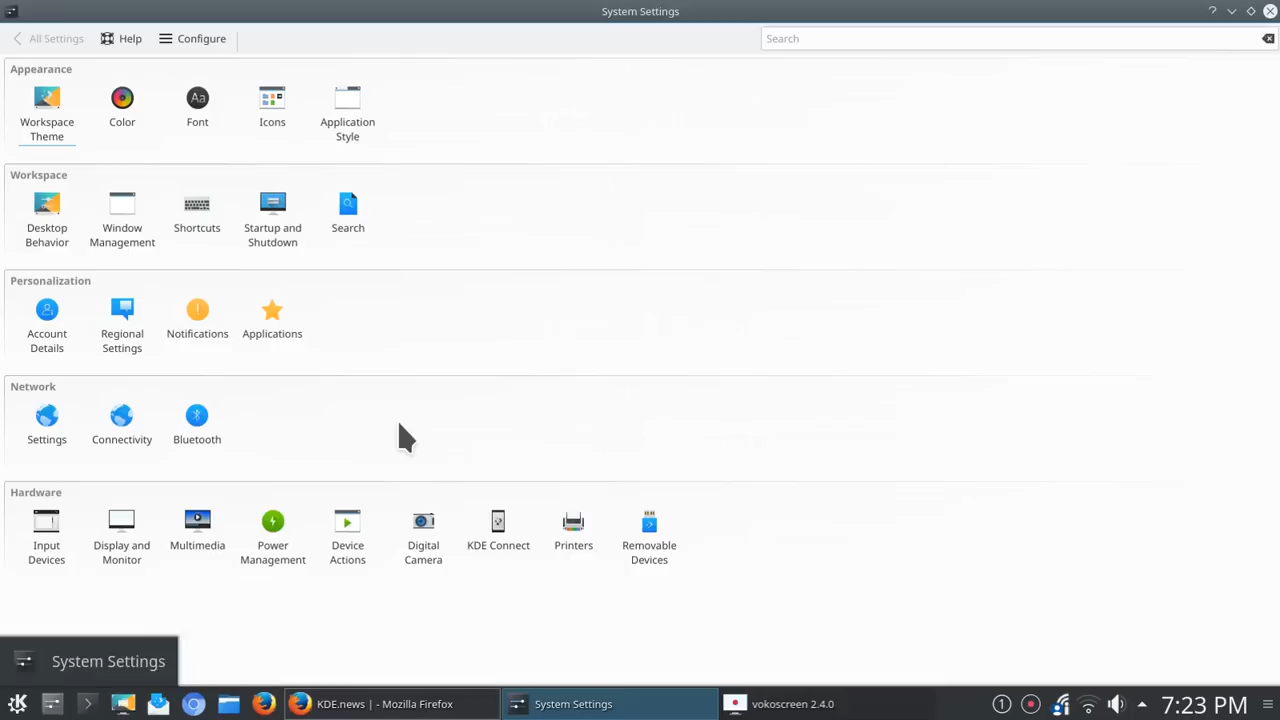 System Settings
All Settings Help Configure Search
Appearance
Workspace Theme
Color
Font
Icons
Application Style
Workspace
Desktop Behavior
Window Management
Shortcuts
Startup and Shutdown
Search
Personalization
Account Details
Regional Settings
Notifications
Applications
Network
Settings
Connectivity
Bluetooth
Hardware
Input Devices
Display and Monitor
Multimedia
Power Management
Device Actions
Digital Camera
KDE Connect
Printers
Removable Devices
System Settings
KDE.news | - Mozilla Firefox
System Settings
vokoscreen 2.4.0
1
7:23 PM